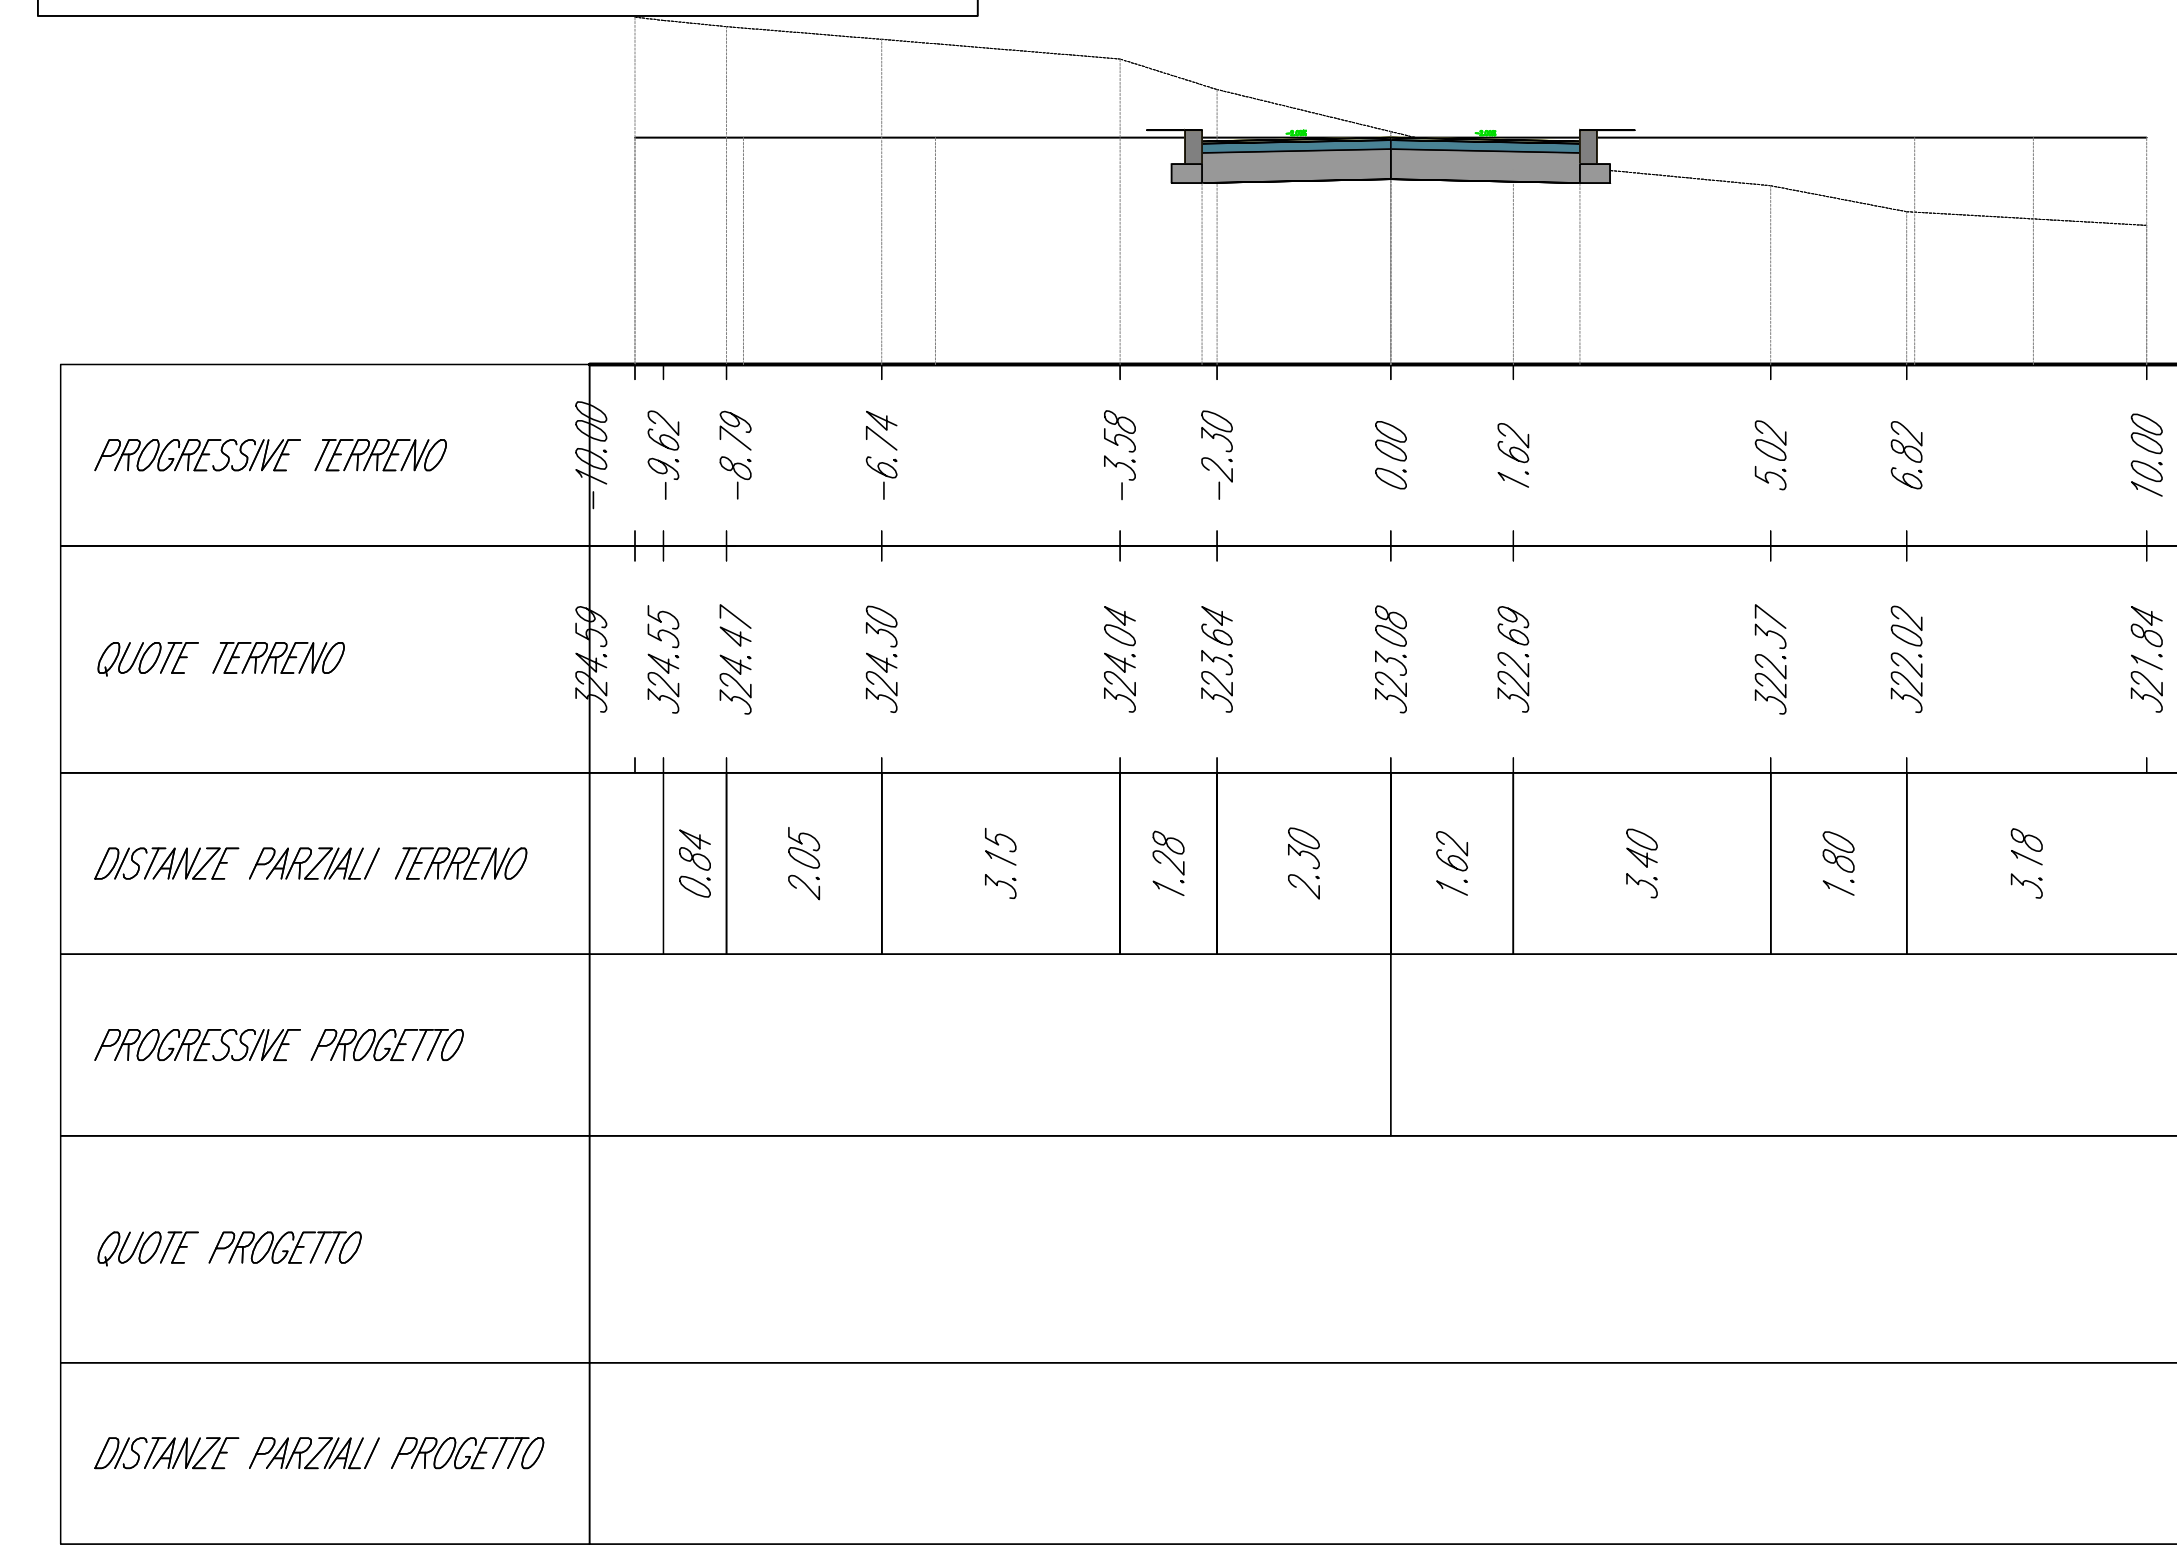 PROGRESSIVE TERRENO -10.00 -9.62 -8.79 -6.74 -3.58 -2.30 0.00 1.62 5.02 6.82 10.00
QUOTE TERRENO 324.59 324.55 324.47 324.30 324.04 323.64 323.08 322.69 322.37 322.02 321.84
DISTANZE PARZIALI TERRENO 0.84 2.05 3.15 1.28 2.30 1.62 3.40 1.80 3.18
PROGRESSIVE PROGETTO
QUOTE PROGETTO
DISTANZE PARZIALI PROGETTO